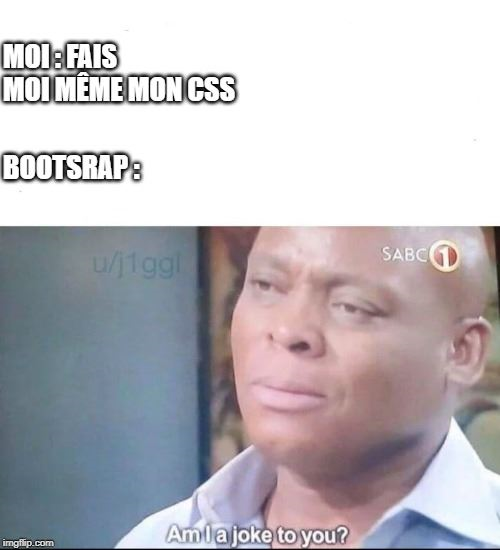 MOI : FAIS
MOI MÊME MON CSS
BOOTSRAP :
u/j1ggl
SABC 1
Am I a joke to you?
imgflip.com